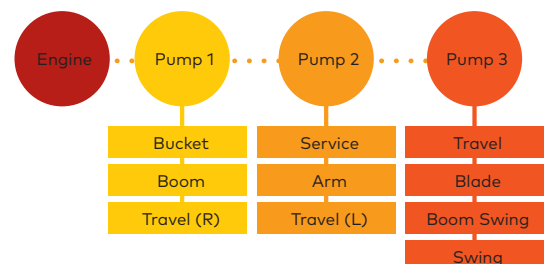 Engine
Pump 1
Pump 2
Pump 3
Bucket
Boom
Travel (R)
Service
Arm
Travel (L)
Travel
Blade
Boom Swing
Swing